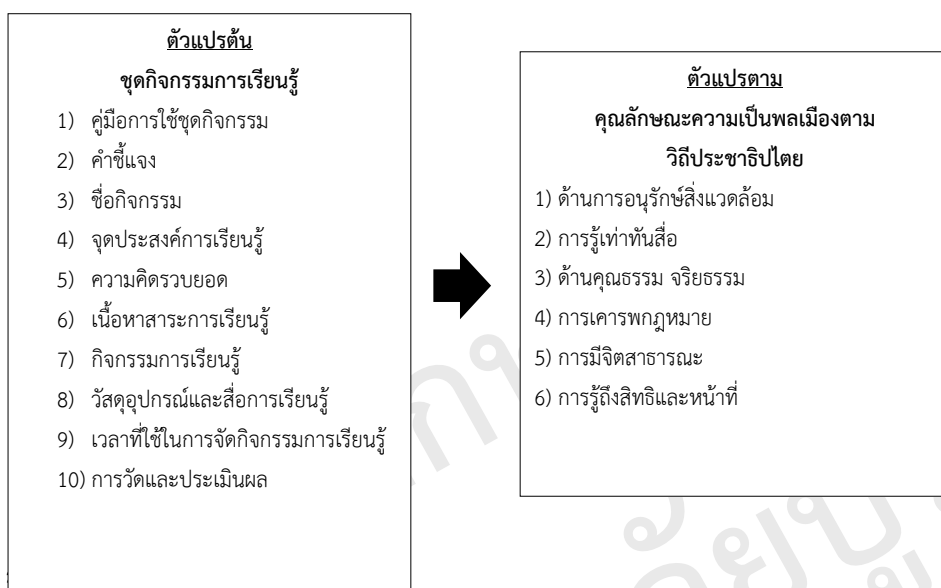 ตัวแปรต้น
ชุดกิจกรรมการเรียนรู้
1) คู่มือการใช้ชุดกิจกรรม
2) คำชี้แจง
3) ชื่อกิจกรรม
4) จุดประสงค์การเรียนรู้
5) ความคิดรวบยอด
6) เนื้อหาสาระการเรียนรู้
7) กิจกรรมการเรียนรู้
8) วัสดุอุปกรณ์และสื่อการเรียนรู้
9) เวลาที่ใช้ในการจัดกิจกรรมการเรียนรู้
10) การวัดและประเมินผล
ตัวแปรตาม
คุณลักษณะความเป็นพลเมืองตาม
วิถีประชาธิปไตย
1) ด้านการอนุรักษ์สิ่งแวดล้อม
2) การรู้เท่าทันสื่อ
3) ด้านคุณธรรม จริยธรรม
4) การเคารพกฎหมาย
5) การมีจิตสาธารณะ
6) การรู้ถึงสิทธิและหน้าที่